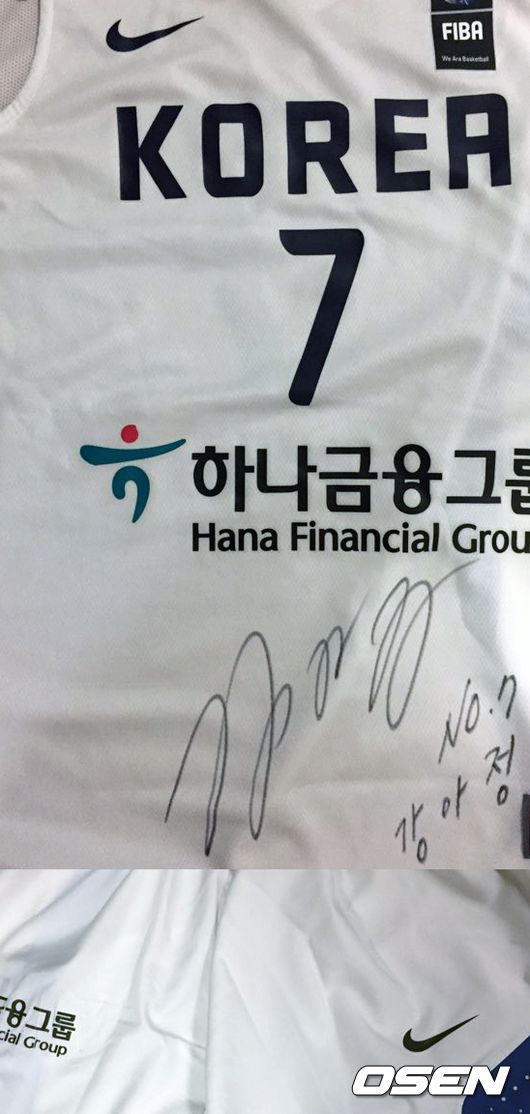 FIBA
We Are Basketball
KOREA
7
하나금융그룹
Hana Financial Grou
NO.7
강아정
금융그룹
cial Group
OSEN